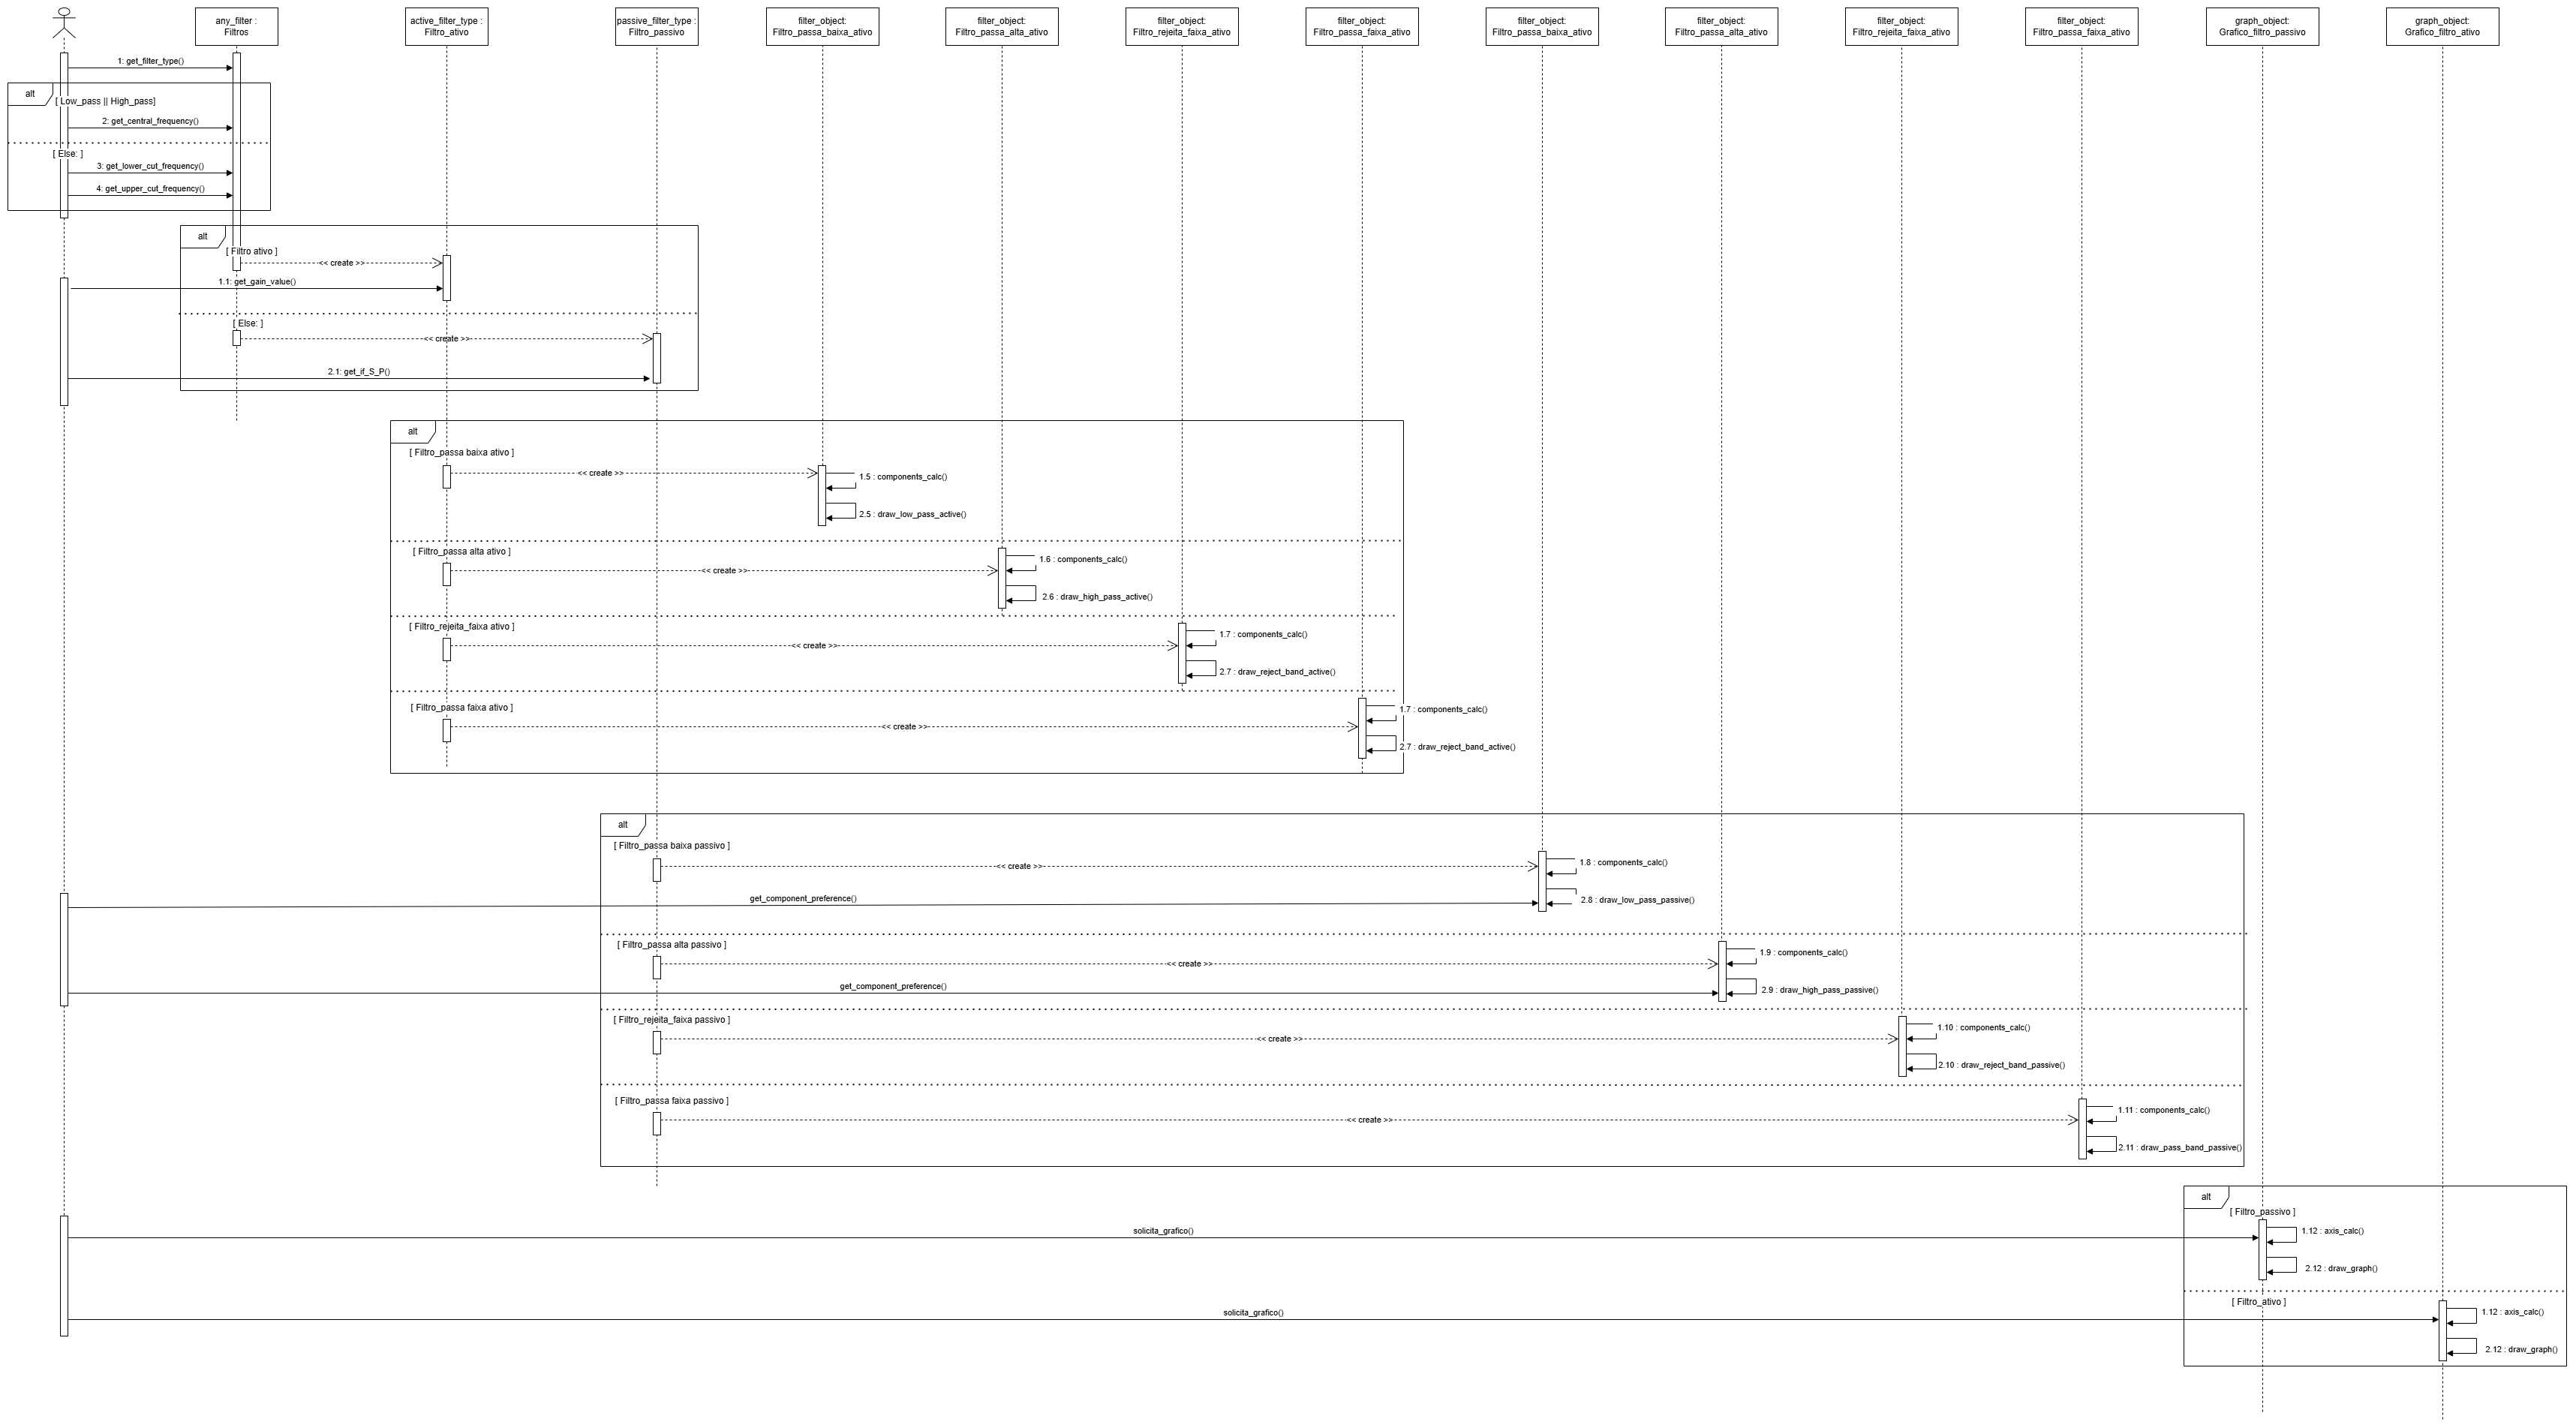 any_filter :
Filtros
active_filter_type :
Filtro_ativo
passive_filter_type :
Filtro_passivo
filter_object:
Filtro_passa_baixa_ativo
filter_object:
Filtro_passa_alta_ativo
filter_object:
Filtro_rejeita_faixa_ativo
filter_object:
Filtro_passa_faixa_ativo
filter_object:
Filtro_passa_baixa_ativo
filter_object:
Filtro_passa_alta_ativo
filter_object:
Filtro_rejeita_faixa_ativo
filter_object:
Filtro_passa_faixa_ativo
graph_object:
Grafico_filtro_passivo
graph_object:
Grafico_filtro_ativo
1: get_filter_type()
alt
[ Low_pass || High_pass]
2: get_central_frequency()
[ Else: ]
3: get_lower_cut_frequency()
4: get_upper_cut_frequency()
alt
[ Filtro ativo ]
<< create >>
1.1: get_gain_value()
[ Else: ]
<< create >>
2.1: get_if_S_P()
alt
[ Filtro_passa baixa ativo ]
<< create >>
1.5 : components_calc()
2.5 : draw_low_pass_active()
[ Filtro_passa alta ativo ]
<< create >>
1.6 : components_calc()
2.6 : draw_high_pass_active()
[ Filtro_rejeita_faixa ativo ]
<< create >>
1.7 : components_calc()
2.7 : draw_reject_band_active()
[ Filtro_passa faixa ativo ]
<< create >>
1.7 : components_calc()
2.7 : draw_reject_band_active()
alt
[ Filtro_passa baixa passivo ]
<< create >>
1.8 : components_calc()
get_component_preference()
2.8 : draw_low_pass_passive()
[ Filtro_passa alta passivo ]
<< create >>
1.9 : components_calc()
get_component_preference()
2.9 : draw_high_pass_passive()
[ Filtro_rejeita_faixa passivo ]
<< create >>
1.10 : components_calc()
2.10 : draw_reject_band_passive()
[ Filtro_passa faixa passivo ]
<< create >>
1.11 : components_calc()
2.11 : draw_pass_band_passive()
alt
[ Filtro_passivo ]
solicita_grafico()
1.12 : axis_calc()
2.12 : draw_graph()
[ Filtro_ativo ]
solicita_grafico()
1.12 : axis_calc()
2.12 : draw_graph()